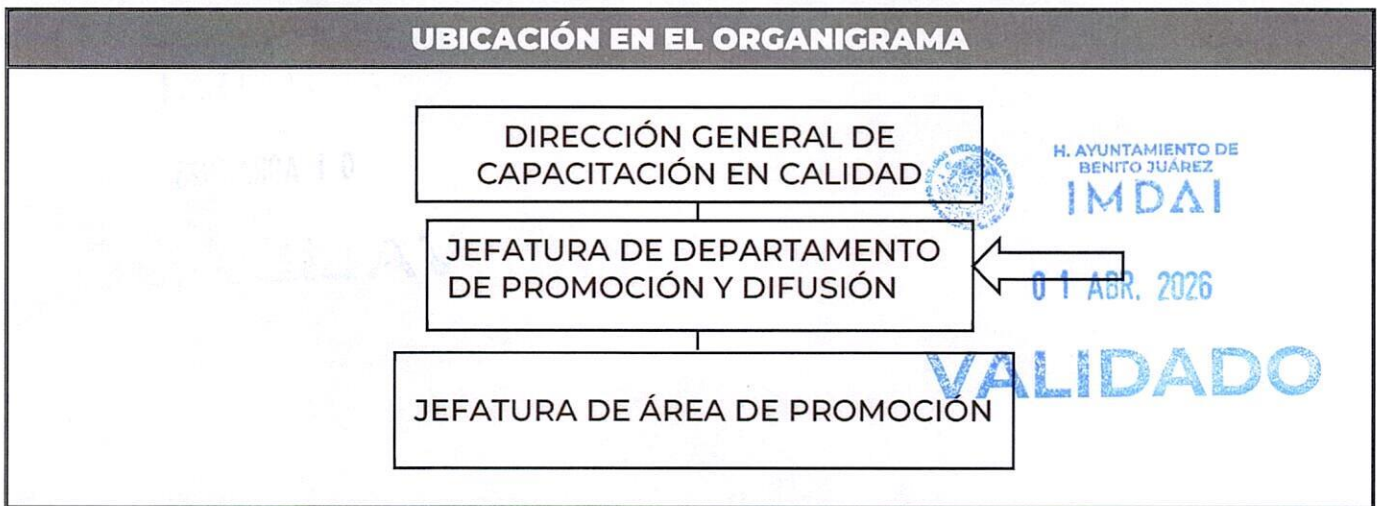 UBICACIÓN EN EL ORGANIGRAMA
DIRECCIÓN GENERAL DE
CAPACITACIÓN EN CALIDAD
H. AYUNTAMIENTO DE
BENITO JUÁREZ
IMDAI
JEFATURA DE DEPARTAMENTO
DE PROMOCIÓN Y DIFUSIÓN
01 ABR. 2026
VALIDADO
JEFATURA DE ÁREA DE PROMOCIÓN